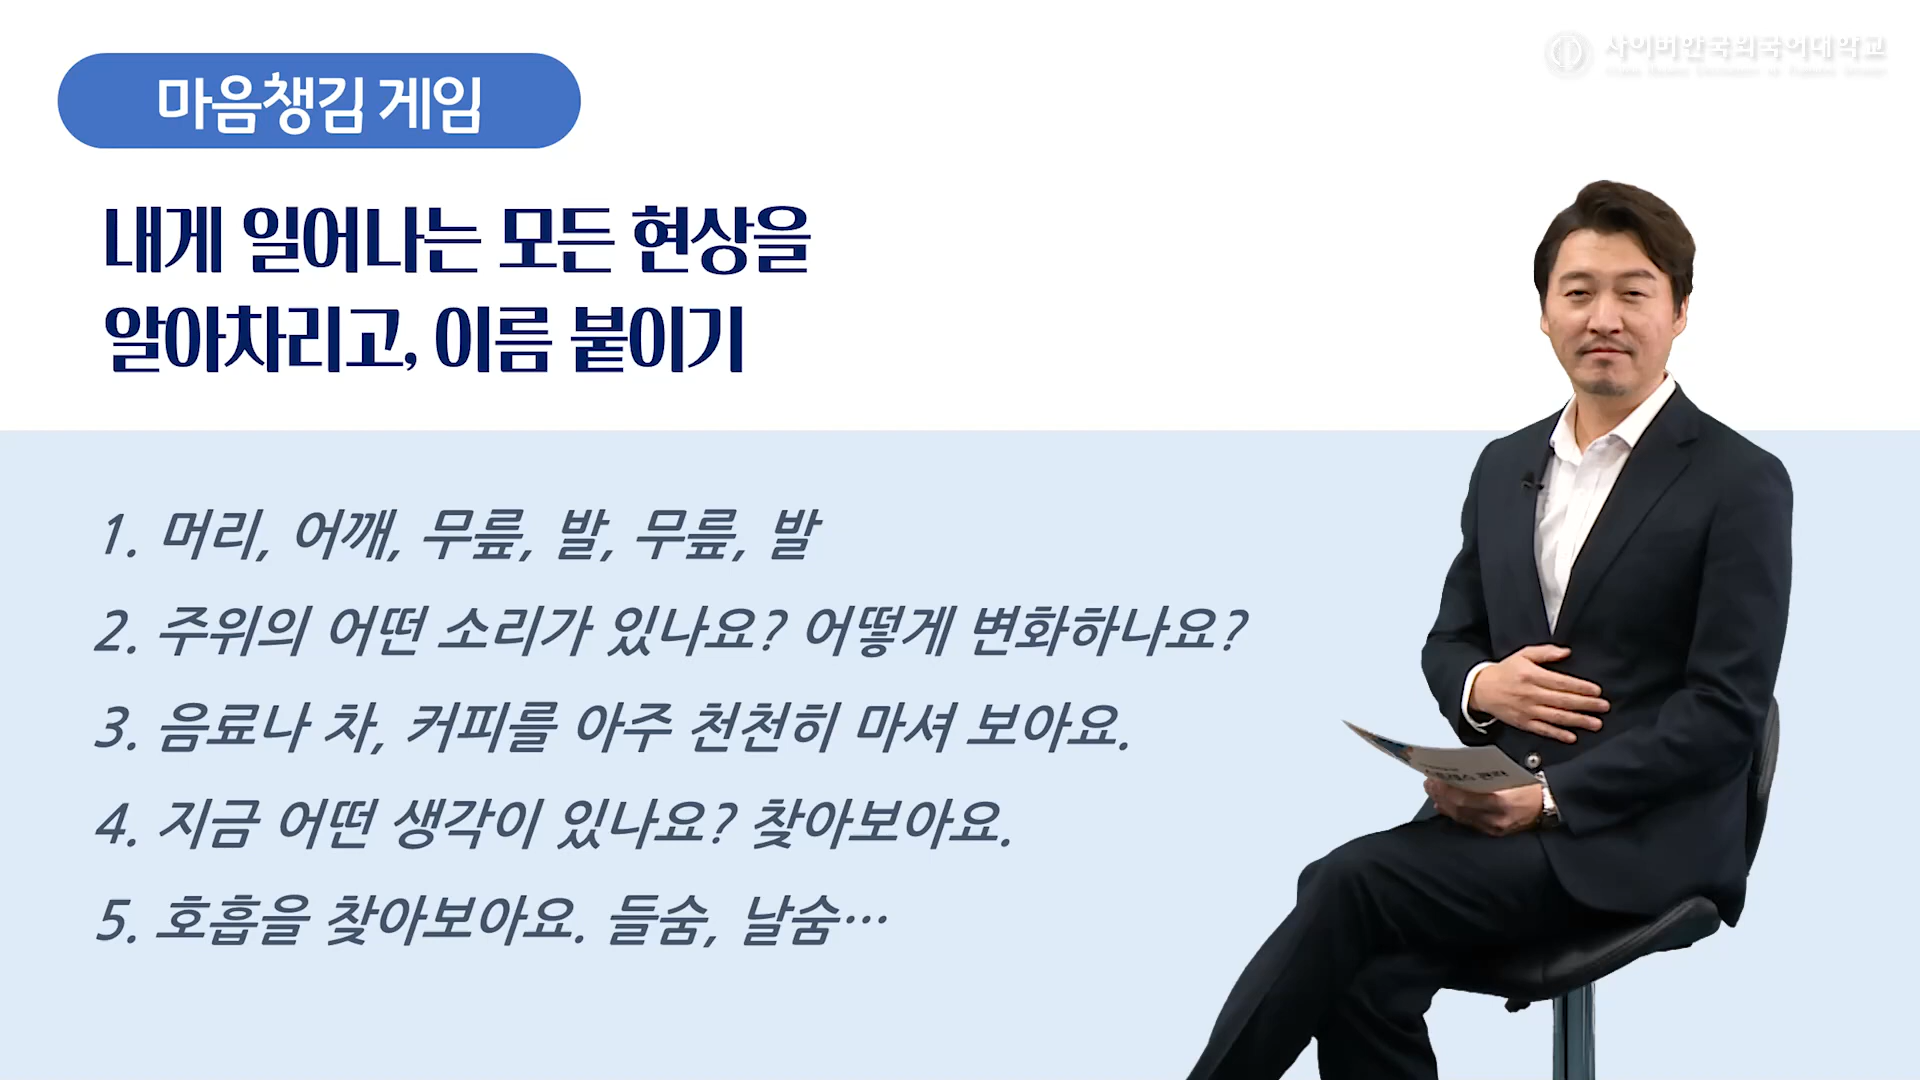 사이버한국외국어대학교
마음챙김 게임
내게 일어나는 모든 현상을
알아차리고, 이름 붙이기
1. 머리, 어깨, 무릎, 발, 무릎, 발
2. 주위의 어떤 소리가 있나요? 어떻게 변화하나요?
3. 음료나 차, 커피를 아주 천천히 마셔 보아요.
4. 지금 어떤 생각이 있나요? 찾아보아요.
5. 호흡을 찾아보아요. 들숨, 날숨…